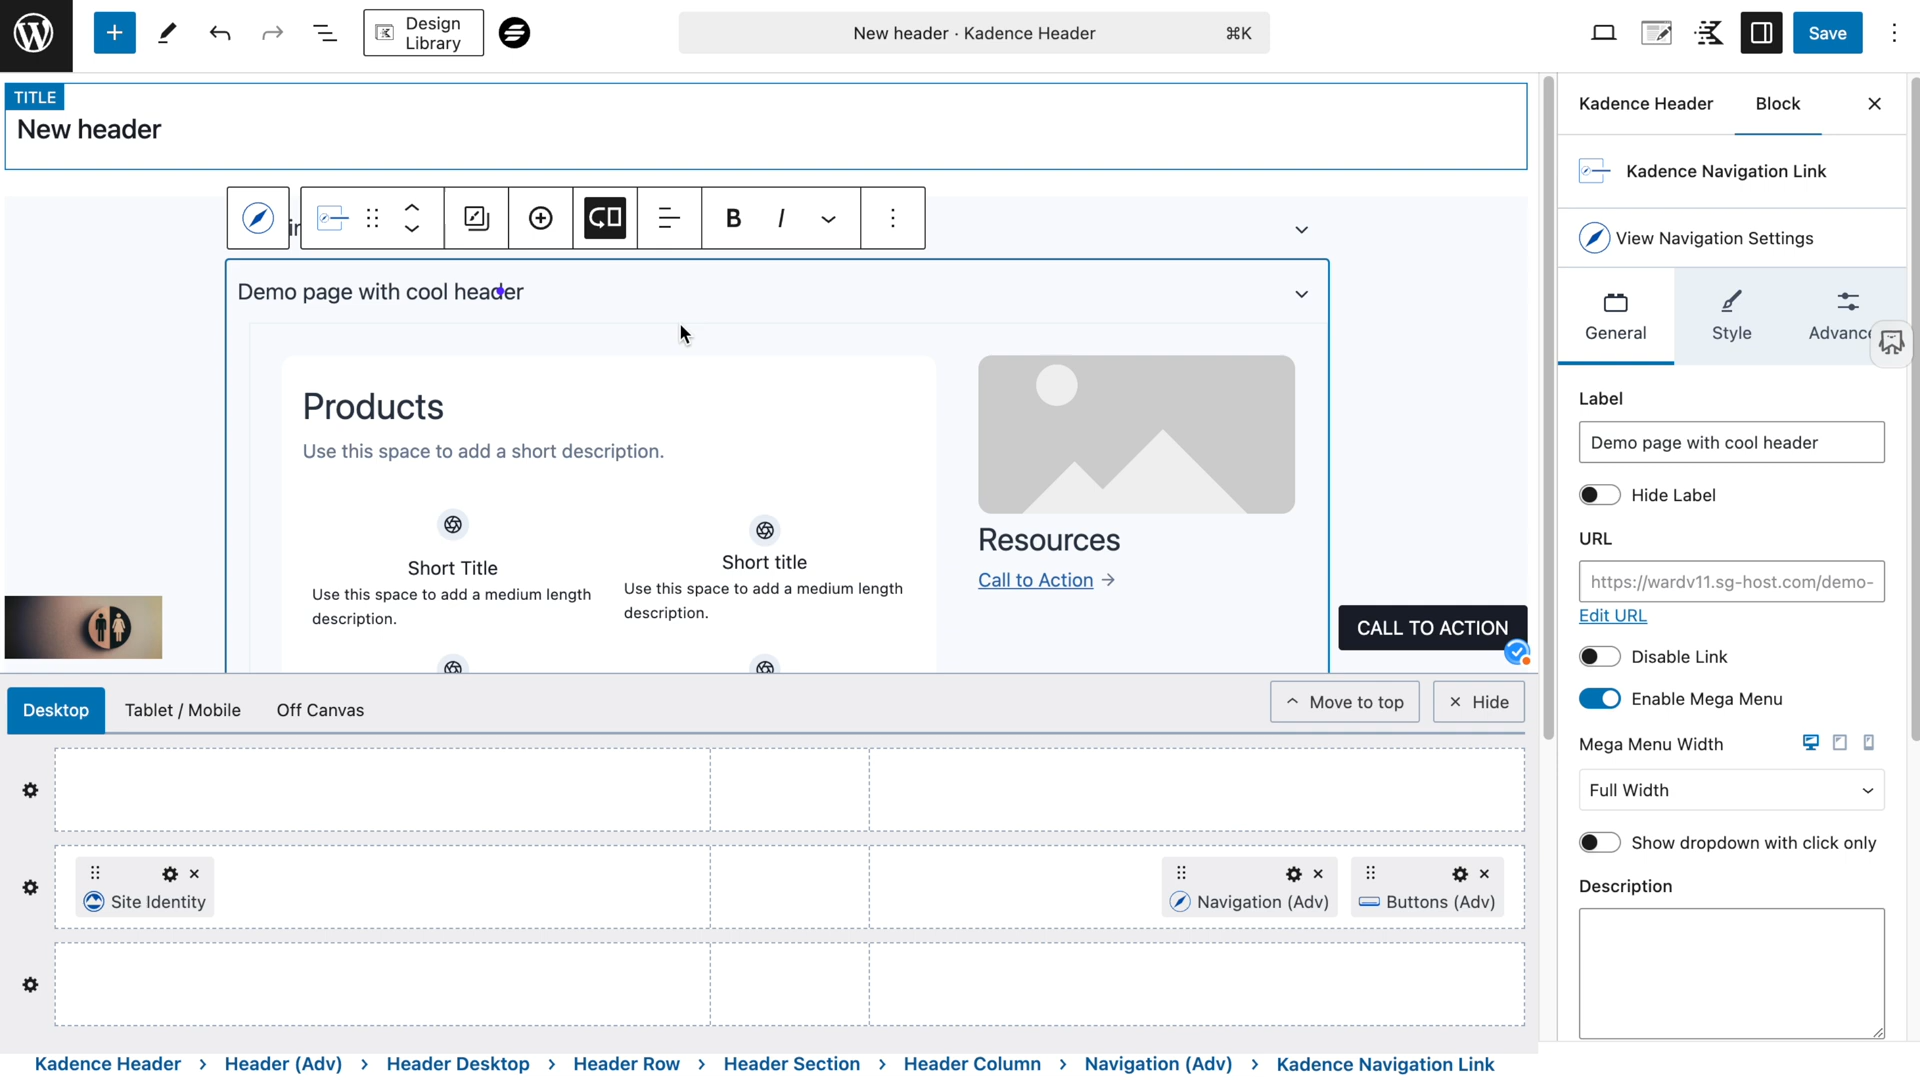 Design
Library
New header · Kadence Header
⌘K
Save
TITLE
New header
Kadence Header
Block
Kadence Navigation Link
View Navigation Settings
B
I
General
Style
Demo page with cool header
Label
Demo page with cool header
Hide Label
URL
https://wardv11.sg-host.com/demo-
Edit URL
Disable Link
Enable Mega Menu
Mega Menu Width
Full Width
Show dropdown with click only
Description
Products
Use this space to add a short description.
Short Title
Use this space to add a medium length
description.
Short title
Use this space to add a medium length
description.
Resources
Call to Action →
CALL TO ACTION
Desktop
Tablet / Mobile
Off Canvas
Move to top
Hide
Site Identity
Navigation (Adv)
Buttons (Adv)
Kadence Header > Header (Adv) > Header Desktop > Header Row > Header Section > Header Column > Navigation (Adv) > Kadence Navigation Link